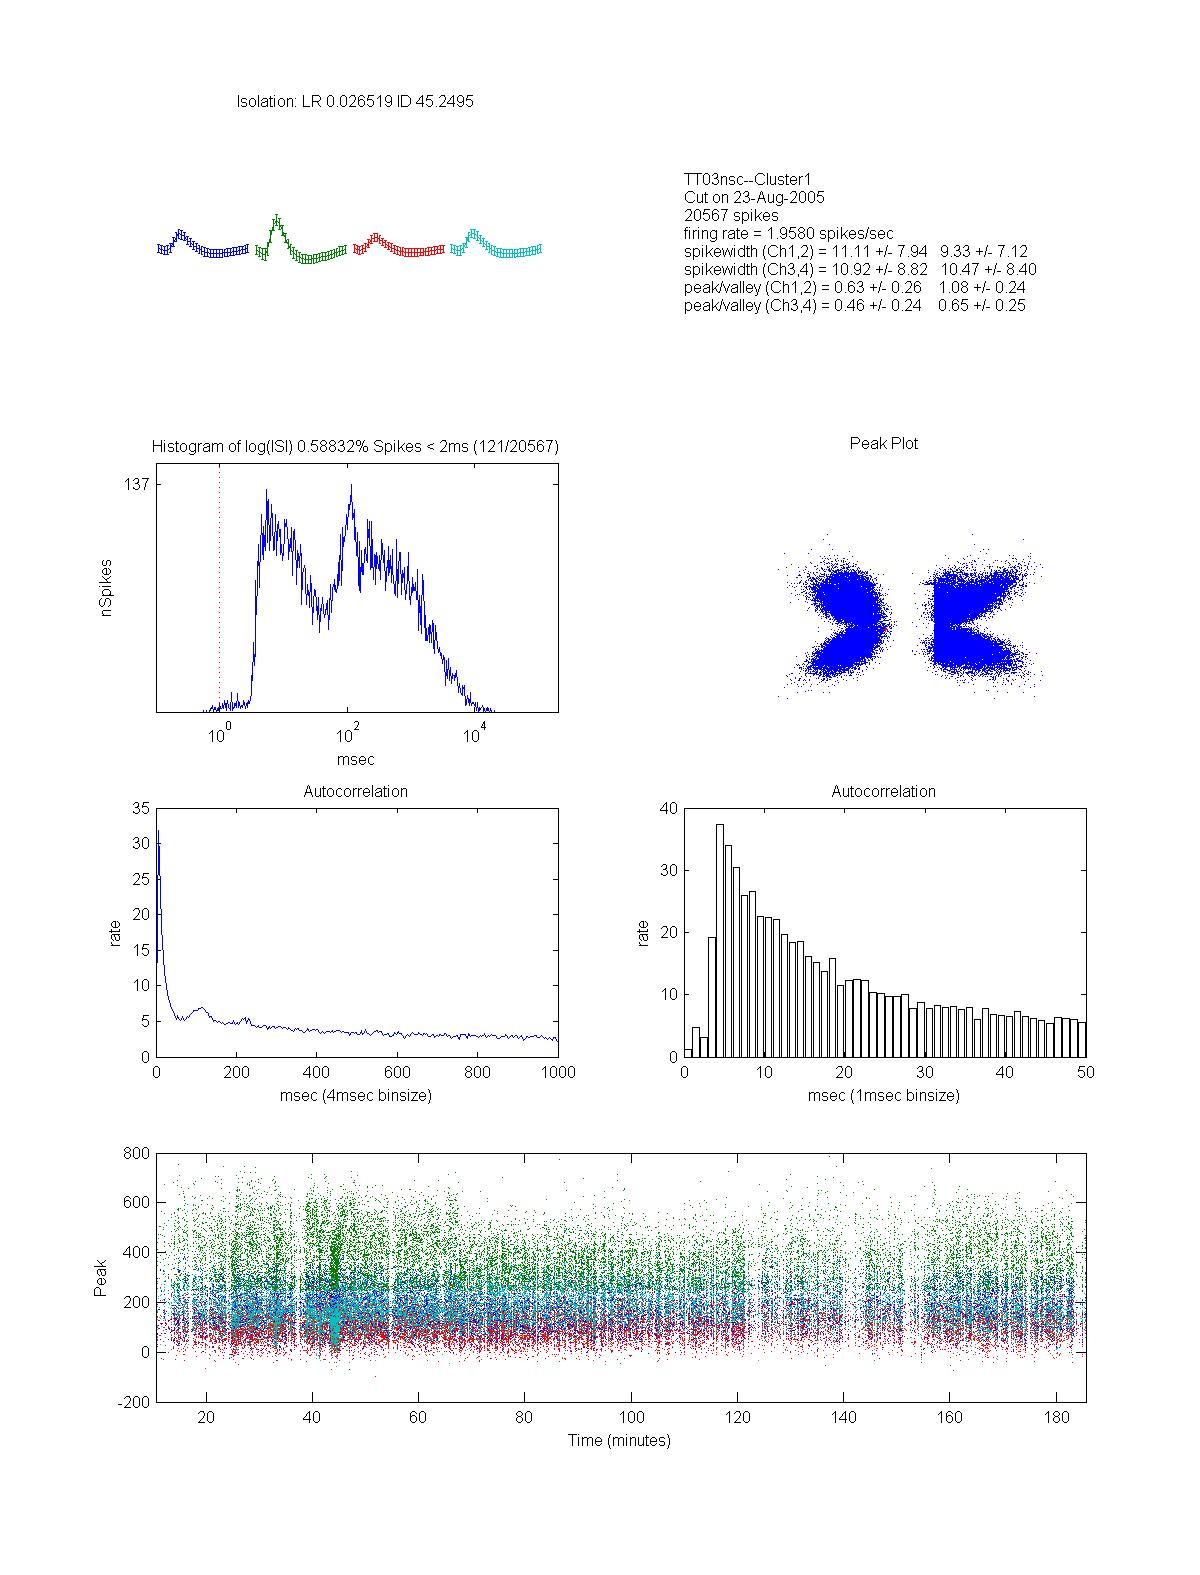 Isolation: LR 0.026519 ID 45.2495
TT03nsc--Cluster1
Cut on 23-Aug-2005
20567 spikes
firing rate = 1.9580 spikes/sec
spikewidth (Ch1,2) = 11.11 +/- 7.94 9.33 +/- 7.12
spikewidth (Ch3,4) = 10.92 +/- 8.82 10.47 +/- 8.40
peak/valley (Ch1,2) = 0.63 +/- 0.26 1.08 +/- 0.24
peak/valley (Ch3,4) = 0.46 +/- 0.24 0.65 +/- 0.25
Histogram of log(ISI) 0.58832% Spikes < 2ms (121/20567)
137
nSpikes
10^0 10^2 10^4
msec
Peak Plot
Autocorrelation
35
30
25
20
15
10
5
0
rate
0 200 400 600 800 1000
msec (4msec binsize)
Autocorrelation
40
30
20
10
0
rate
0 10 20 30 40 50
msec (1msec binsize)
800
600
400
200
0
-200
Peak
20 40 60 80 100 120 140 160 180
Time (minutes)